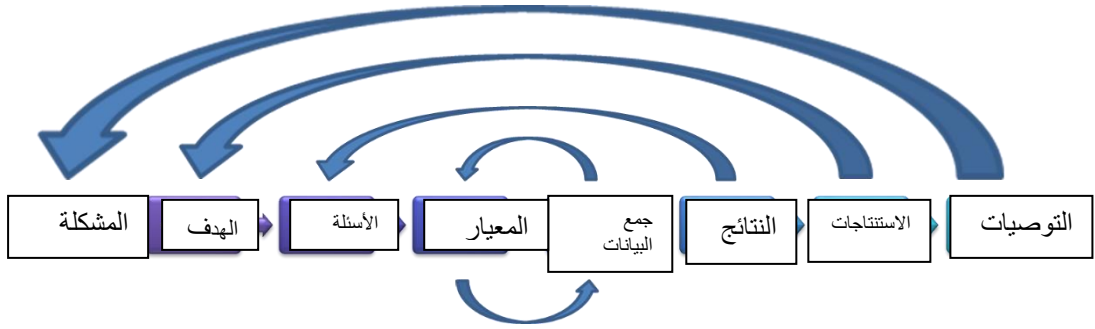 المشكلة
الهدف
الأسئلة
المعيار
جمع
البيانات
النتائج
الاستنتاجات
التوصيات